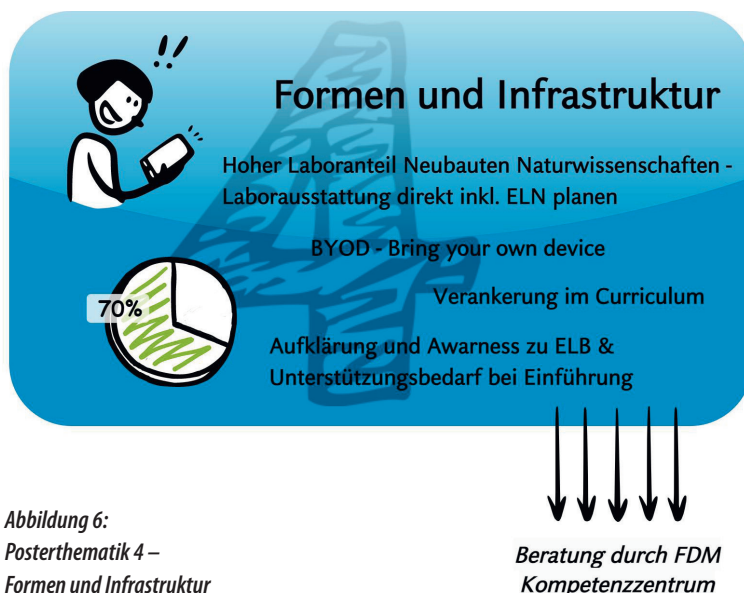 !!
Formen und Infrastruktur
Hoher Laboranteil Neubauten Naturwissenschaften -
Laborausstattung direkt inkl. ELN planen
BYOD - Bring your own device
Verankerung im Curriculum
70%
Aufklärung und Awarness zu ELB &
Unterstützungsbedarf bei Einführung
4
Abbildung 6:
Posterthematik 4 –
Formen und Infrastruktur
Beratung durch FDM
Kompetenzzentrum